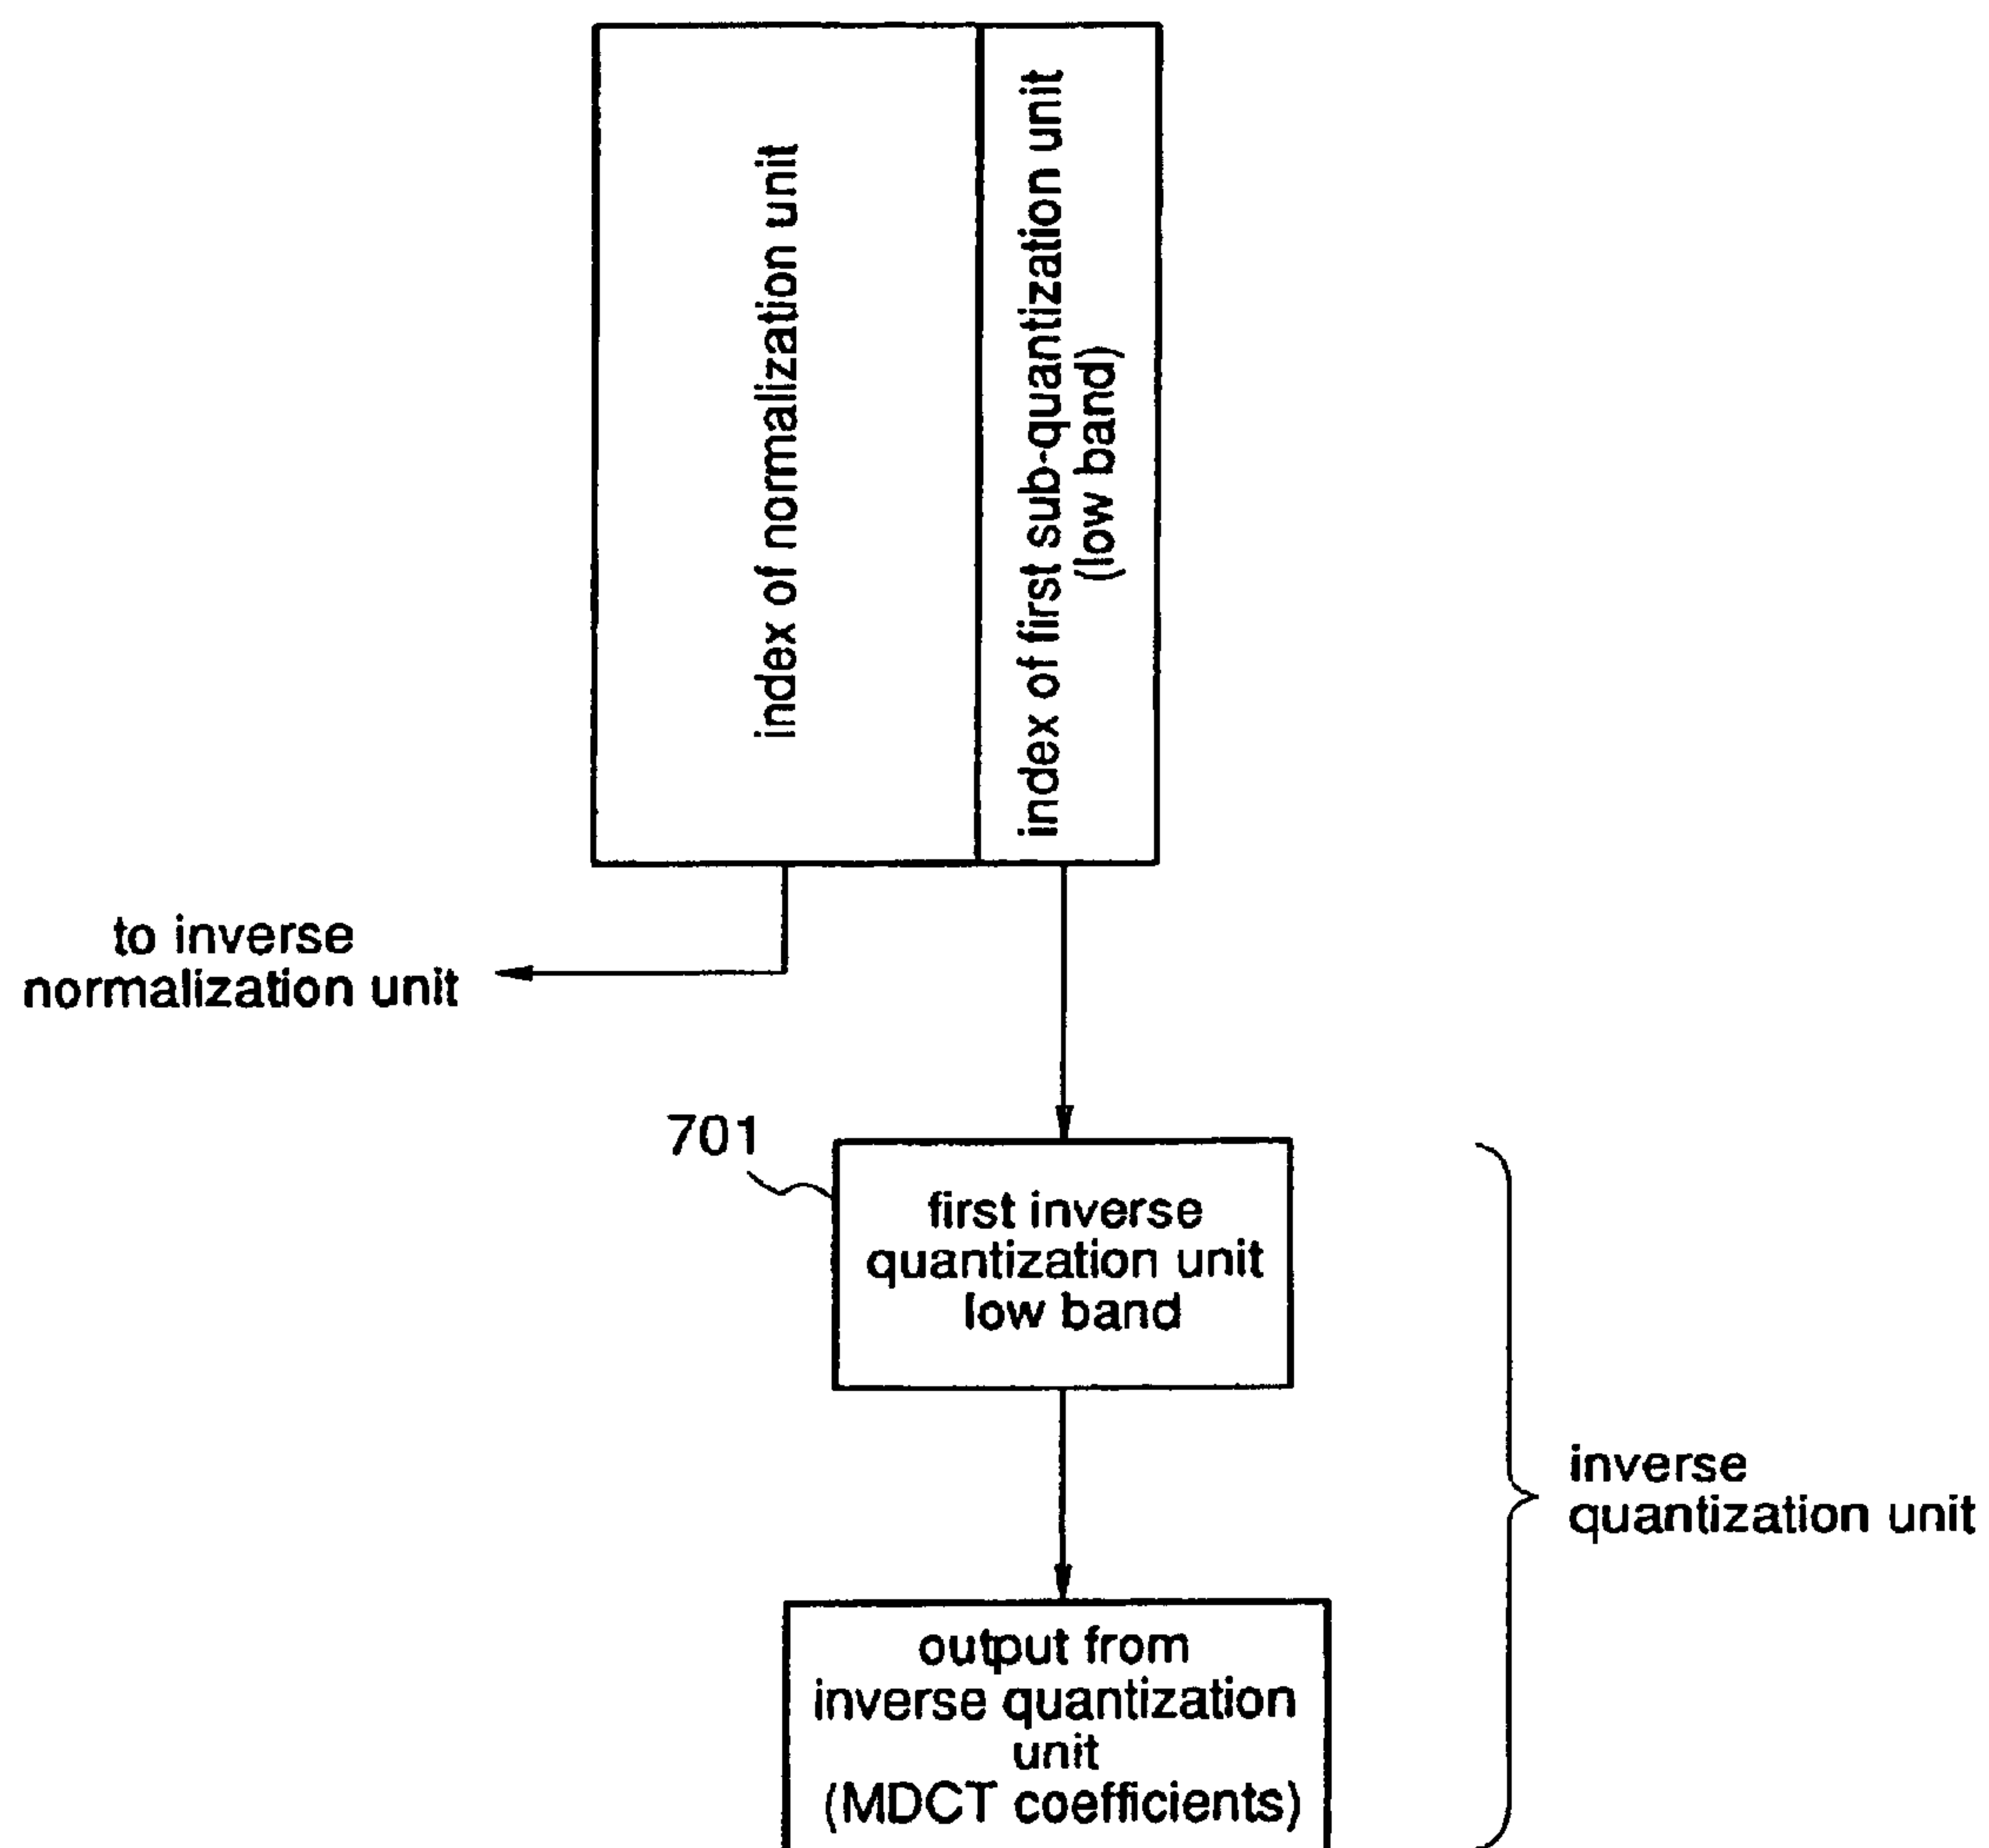 index of normalization unit
index of first sub-quantization unit
(low band)
to inverse
normalization unit
701
first inverse
quantization unit
low band
inverse
quantization unit
output from
inverse quantization
unit
(MDCT coefficients)